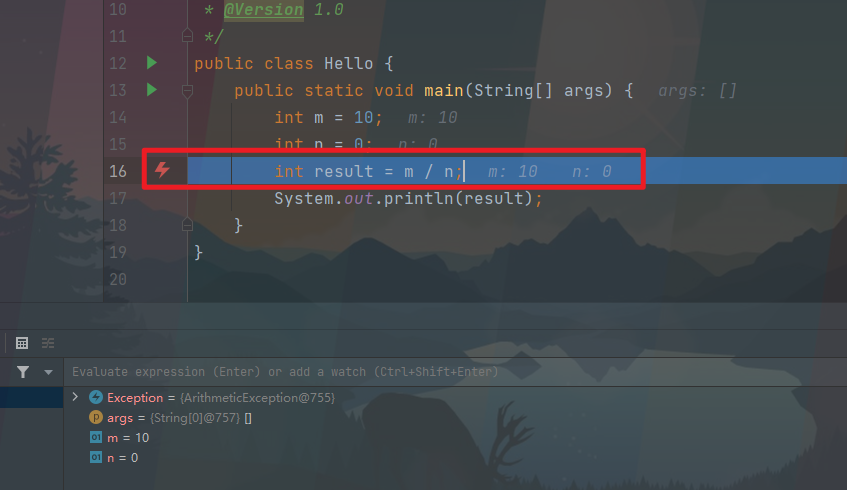 10 * @Version 1.0
11 */
12 public class Hello {
13 public static void main(String[] args) { args: []
14 int m = 10; m: 10
15 int n = 0; n: 0
16 int result = m / n; m: 10 n: 0
17 System.out.println(result);
18 }
19 }
20
Evaluate expression (Enter) or add a watch (Ctrl+Shift+Enter)
Exception = {ArithmeticException@755}
p args = {String[0]@757} []
01 m = 10
01 n = 0